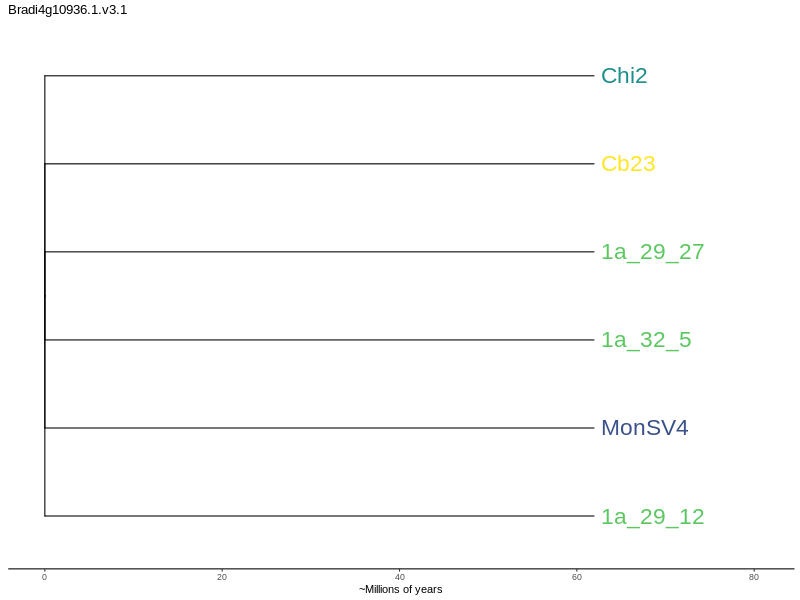 Bradi4g10936.1.v3.1
Chi2
Cb23
1a_29_27
1a_32_5
MonSV4
1a_29_12
0 20 40 60 80
~Millions of years